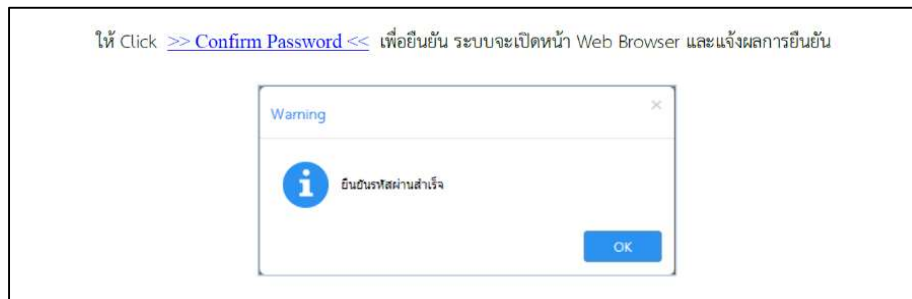 ให้ Click >> Confirm Password << เพื่อยืนยัน ระบบจะเปิดหน้า Web Browser และแจ้งผลการยืนยัน
Warning
×
ยืนยันรหัสผ่านสำเร็จ
OK